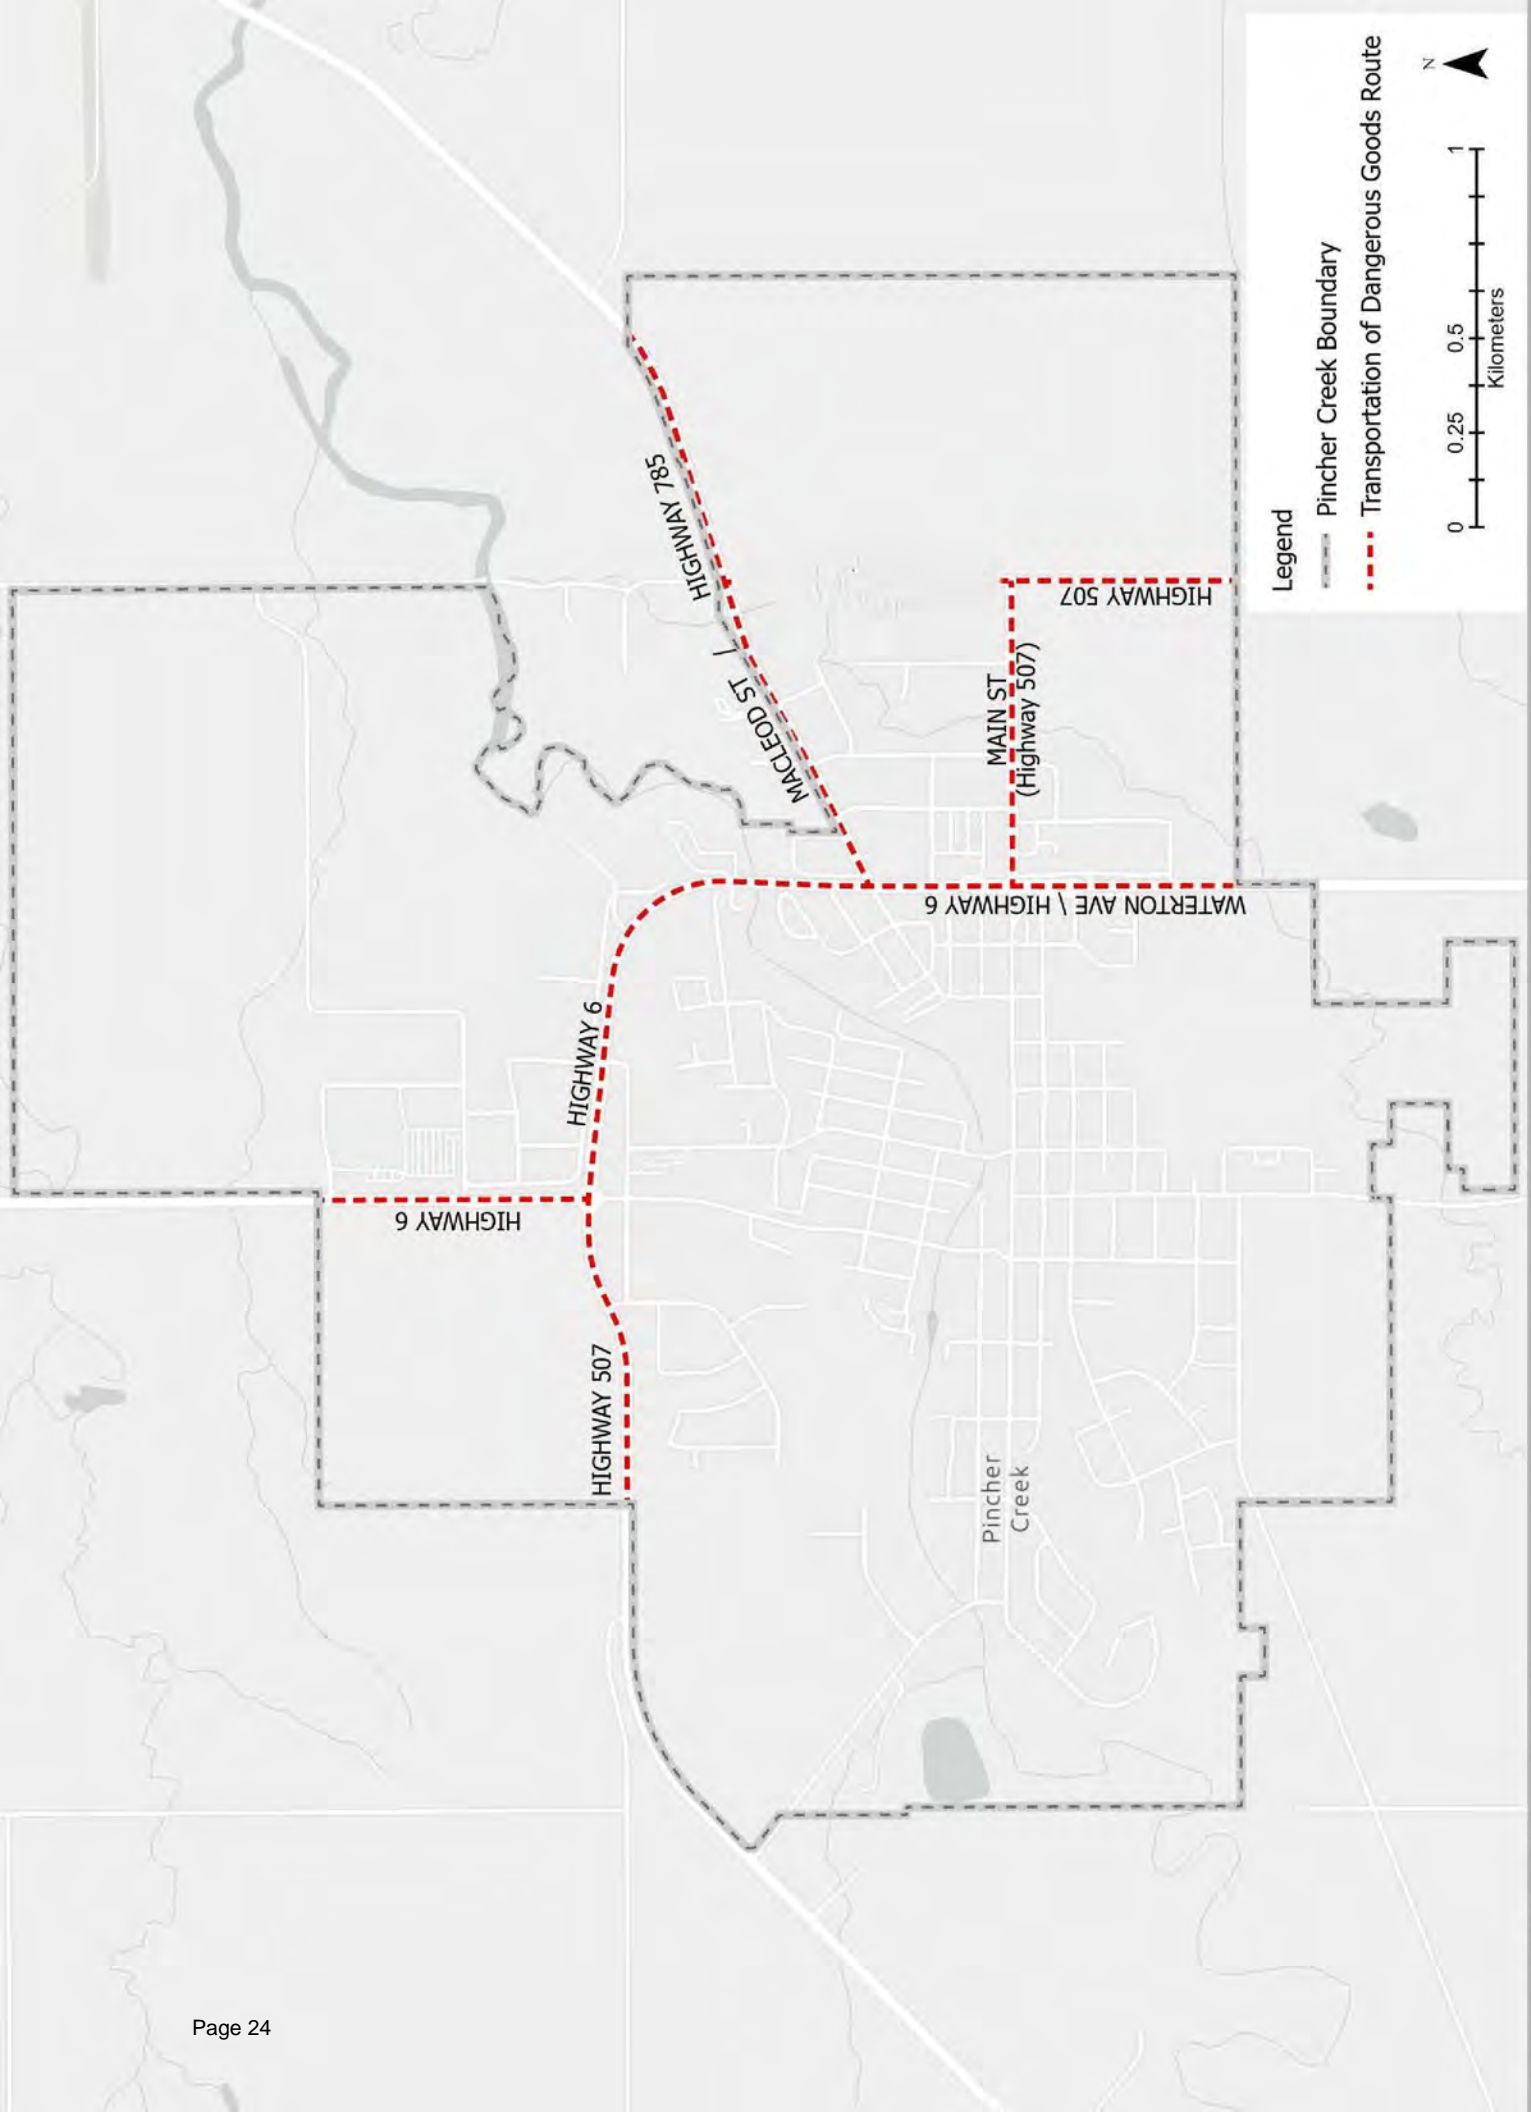 HIGHWAY 6
HIGHWAY 507
HIGHWAY 6
HIGHWAY 785
MACLEOD ST /
WATERTON AVE \ HIGHWAY 6
MAIN ST
(Highway 507)
HIGHWAY 507
Pincher
Creek
Legend
Pincher Creek Boundary
Transportation of Dangerous Goods Route
0 0.25 0.5 1
Kilometers
N
Page 24